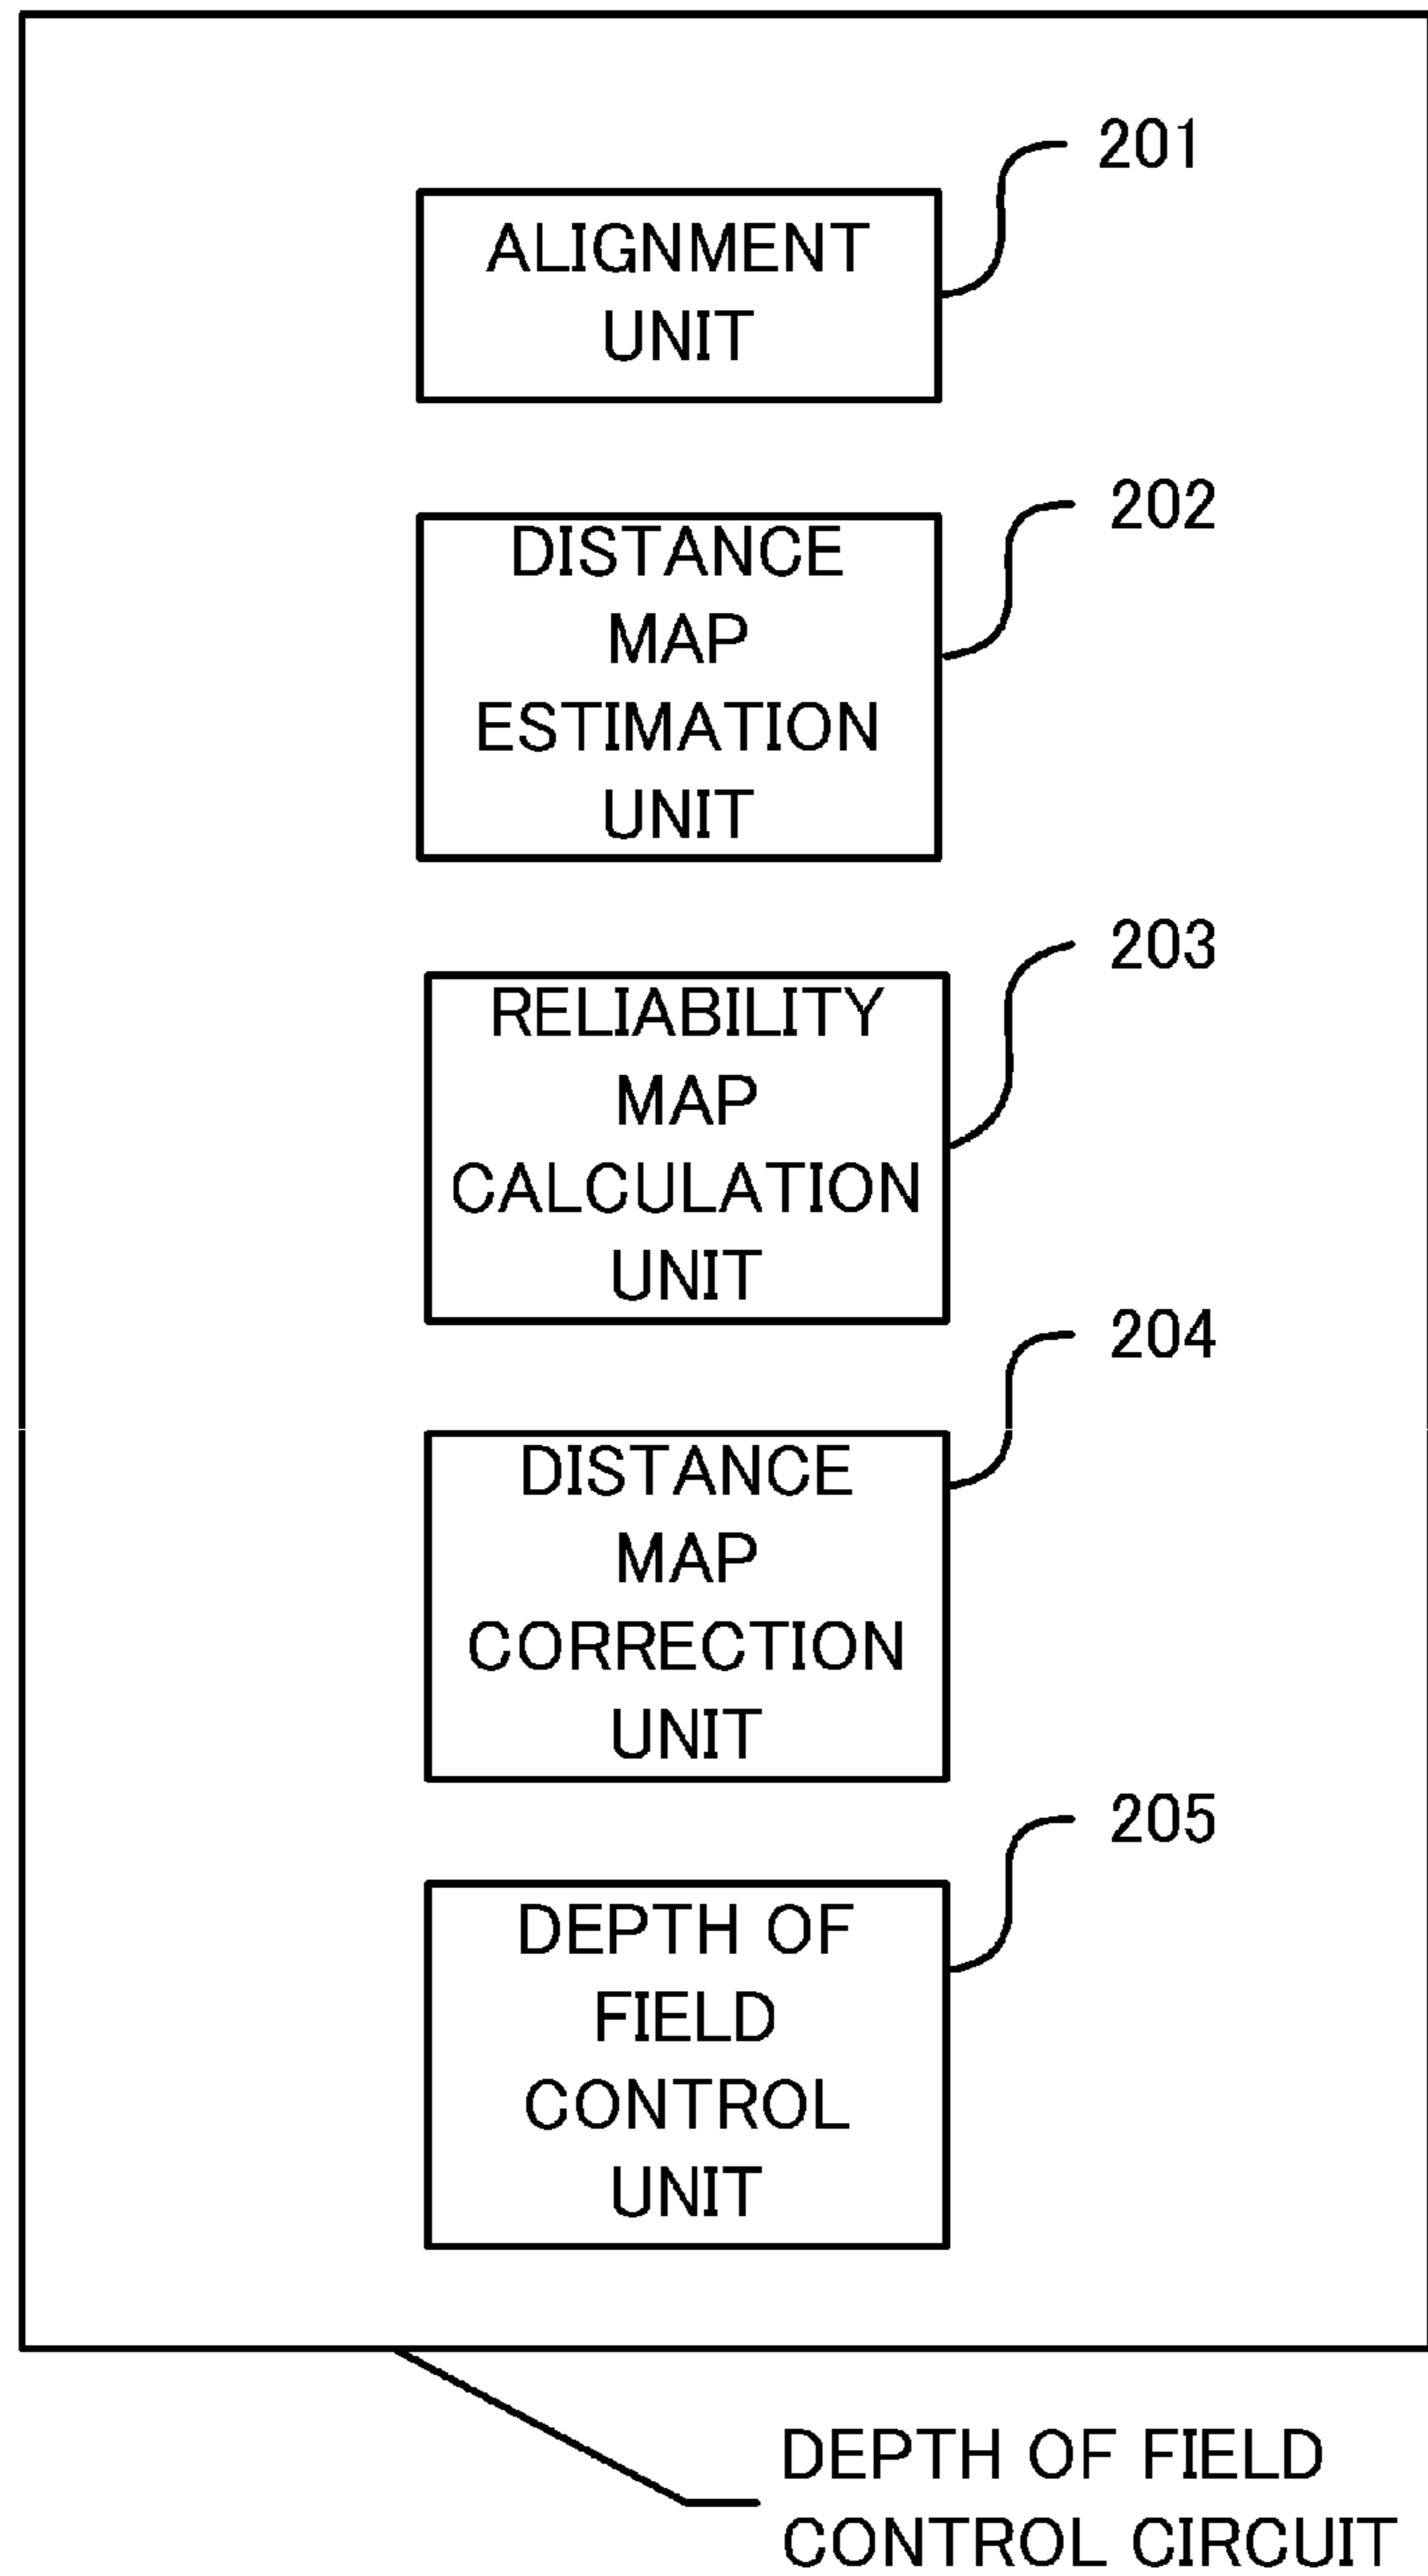 201
ALIGNMENT
UNIT
202
DISTANCE
MAP
ESTIMATION
UNIT
203
RELIABILITY
MAP
CALCULATION
UNIT
204
DISTANCE
MAP
CORRECTION
UNIT
205
DEPTH OF
FIELD
CONTROL
UNIT
DEPTH OF FIELD
CONTROL CIRCUIT